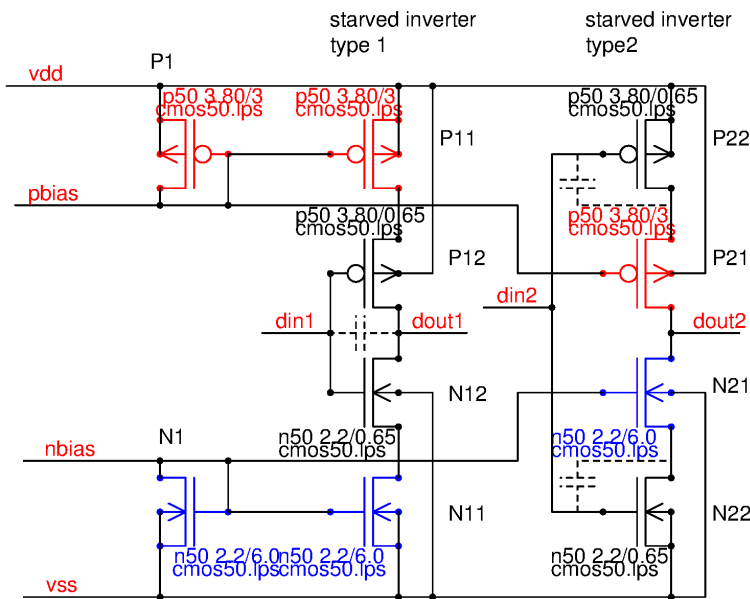 starved inverter
type 1
starved inverter
type2
P1
vdd
p50 3.80/3
cmos50.lps
p50 3.80/3
cmos50.lps
p50 3.80/0.65
cmos50.lps
P11
P22
pbias
p50 3.80/0.65
cmos50.lps
p50 3.80/3
cmos50.lps
P12
P21
din2
din1
dout1
dout2
N12
N21
N1
nbias
n50 2.2/0.65
cmos50.lps
n50 2.2/6.0
cmos50.lps
N11
N22
n50 2.2/6.0
cmos50.lps
n50 2.2/6.0
cmos50.lps
n50 2.2/0.65
cmos50.lps
vss